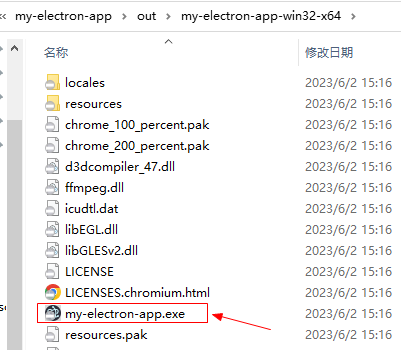 my-electron-app > out > my-electron-app-win32-x64 >
名称 修改日期
locales 2023/6/2 15:16
resources 2023/6/2 15:16
chrome_100_percent.pak 2023/6/2 15:16
chrome_200_percent.pak 2023/6/2 15:16
d3dcompiler_47.dll 2023/6/2 15:16
ffmpeg.dll 2023/6/2 15:16
icudtl.dat 2023/6/2 15:16
libEGL.dll 2023/6/2 15:16
libGLESv2.dll 2023/6/2 15:16
LICENSE 2023/6/2 15:16
LICENSES.chromium.html 2023/6/2 15:16
my-electron-app.exe 2023/6/2 15:16
resources.pak 2023/6/2 15:16